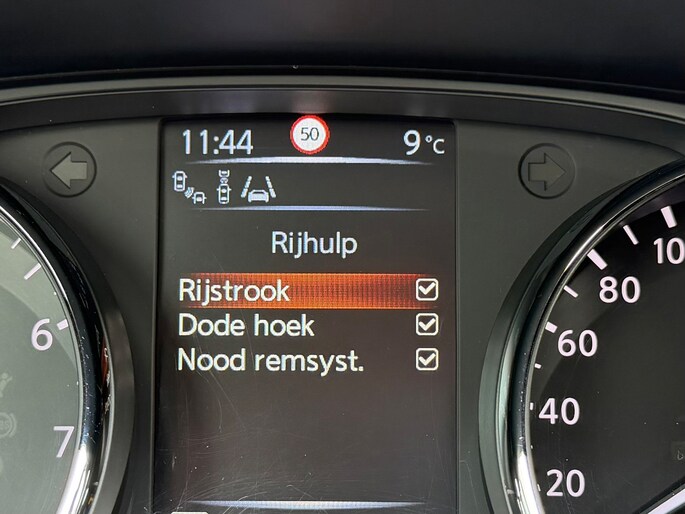 11:44
50
9 °C
Rijhulp
Rijstrook
Dode hoek
Nood remsyst.
6
7
100
80
60
40
20